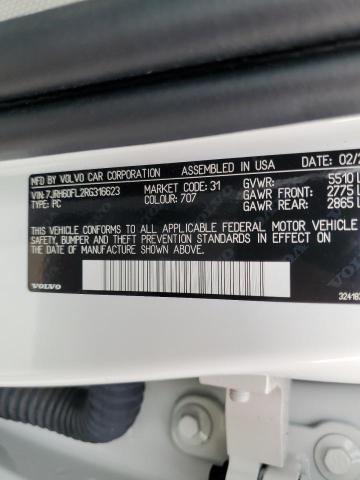 MFD BY VOLVO CAR CORPORATION ASSEMBLED IN USA 02/2
VIN: 7JRH60FL2RG316623 MARKET CODE: 31 GVWR: 5510 L
TYPE: PC COLOUR: 707 GAWR FRONT: 2775 L
GAWR REAR: 2865 L
THIS VEHICLE CONFORMS TO ALL APPLICABLE FEDERAL MOTOR VEHICLE
SAFETY, BUMPER AND THEFT PREVENTION STANDARDS IN EFFECT ON
THE DATE OF MANUFACTURE SHOWN ABOVE.
VOLVO
32418